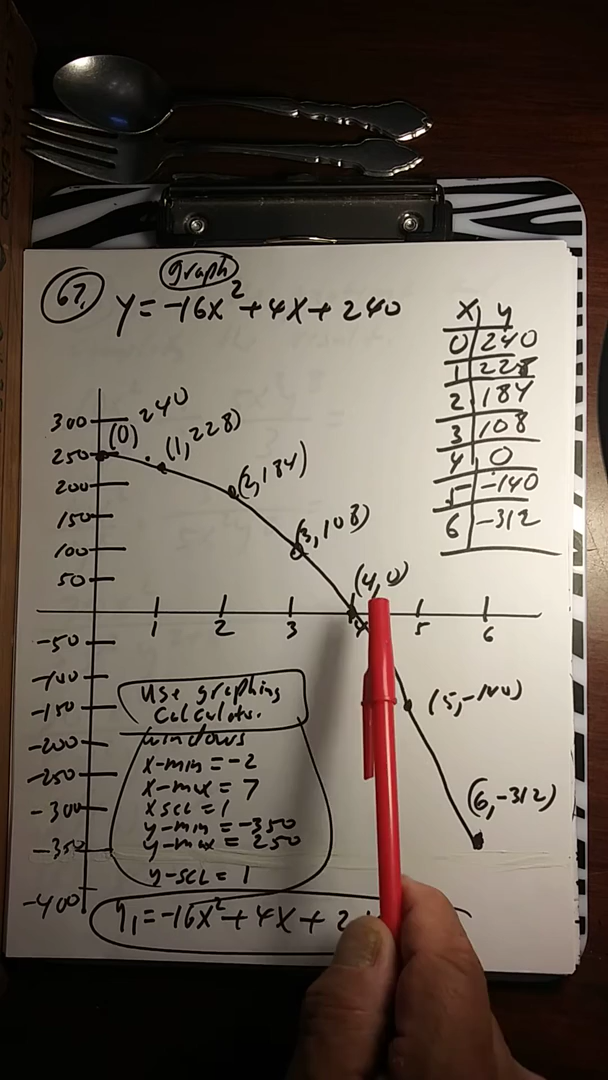 67. graph
y = -16x² + 4x + 240
x y
0 240
1 228
2 184
3 108
4 0
5 -140
6 -312
300
250
200
150
100
50
-50
-100
-150
-200
-250
-300
-350
-400
(0) 240
(1, 228)
(2, 184)
(3, 108)
(4, 0)
(5, -140)
(6, -312)
1 2 3 4 5 6
Use graphing
calculator.
windows
x-min = -2
x-max = 7
xscl = 1
y-min = -350
y-max = 250
y-scl = 1
y₁ = -16x² + 4x + 2